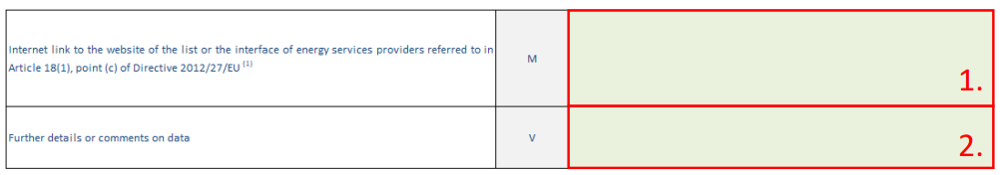 Internet link to the website of the list or the interface of energy services providers referred to in
Article 18(1), point (c) of Directive 2012/27/EU (1)
M
1.
Further details or comments on data
V
2.